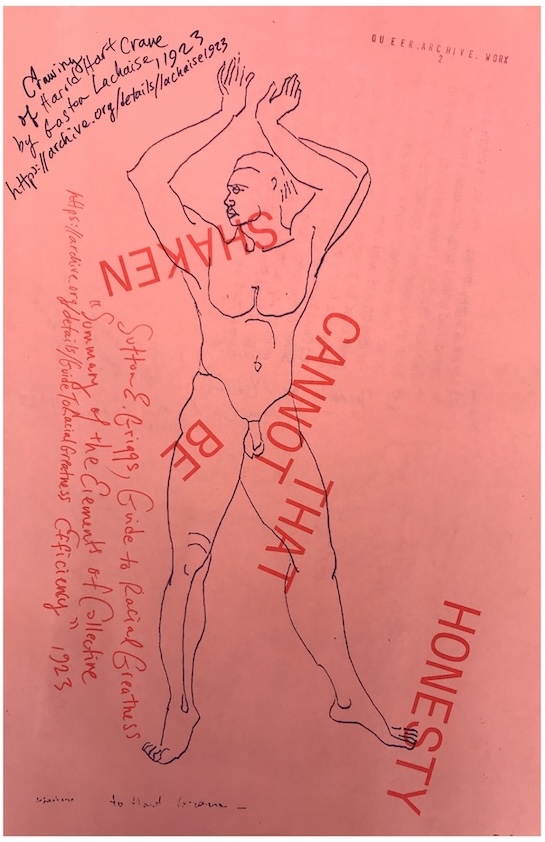 QUEER.ARCHIVE.WORK
2
Drawing
of Harold Hart Crane
by Gaston Lachaise, 1923
https://archive.org/details/lachaise1923
HONESTY
THAT
CANNOT
BE
SHAKEN
Sutton E. Griggs, Guide to Racial Greatness
"Summary of the Elements of Collective
Efficiency" 1923
https://archive.org/details/GuideToRacialGreatness
to Hart Crane –